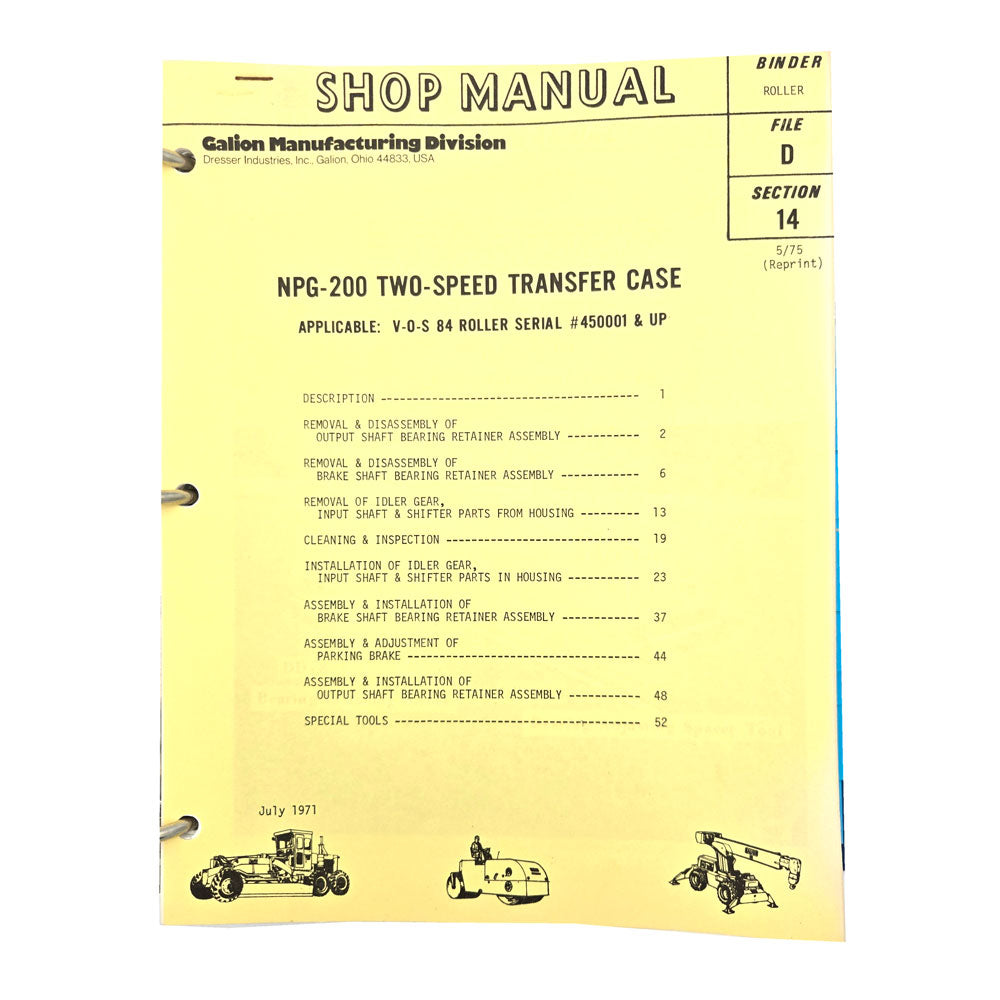 SHOP MANUAL
BINDER
ROLLER
FILE
D
SECTION
14
5/75
(Reprint)
Galion Manufacturing Division
Dresser Industries, Inc., Galion, Ohio 44833, USA
NPG-200 TWO-SPEED TRANSFER CASE
APPLICABLE: V-O-S 84 ROLLER SERIAL #450001 & UP
DESCRIPTION --------------------------------------- 1
REMOVAL & DISASSEMBLY OF
OUTPUT SHAFT BEARING RETAINER ASSEMBLY ----------- 2
REMOVAL & DISASSEMBLY OF
BRAKE SHAFT BEARING RETAINER ASSEMBLY ------------ 6
REMOVAL OF IDLER GEAR,
INPUT SHAFT & SHIFTER PARTS FROM HOUSING --------- 13
CLEANING & INSPECTION ----------------------------- 19
INSTALLATION OF IDLER GEAR,
INPUT SHAFT & SHIFTER PARTS IN HOUSING ----------- 23
ASSEMBLY & INSTALLATION OF
BRAKE SHAFT BEARING RETAINER ASSEMBLY ------------ 37
ASSEMBLY & ADJUSTMENT OF
PARKING BRAKE ----------------------------------- 44
ASSEMBLY & INSTALLATION OF
OUTPUT SHAFT BEARING RETAINER ASSEMBLY ----------- 48
SPECIAL TOOLS ------------------------------------- 52
July 1971